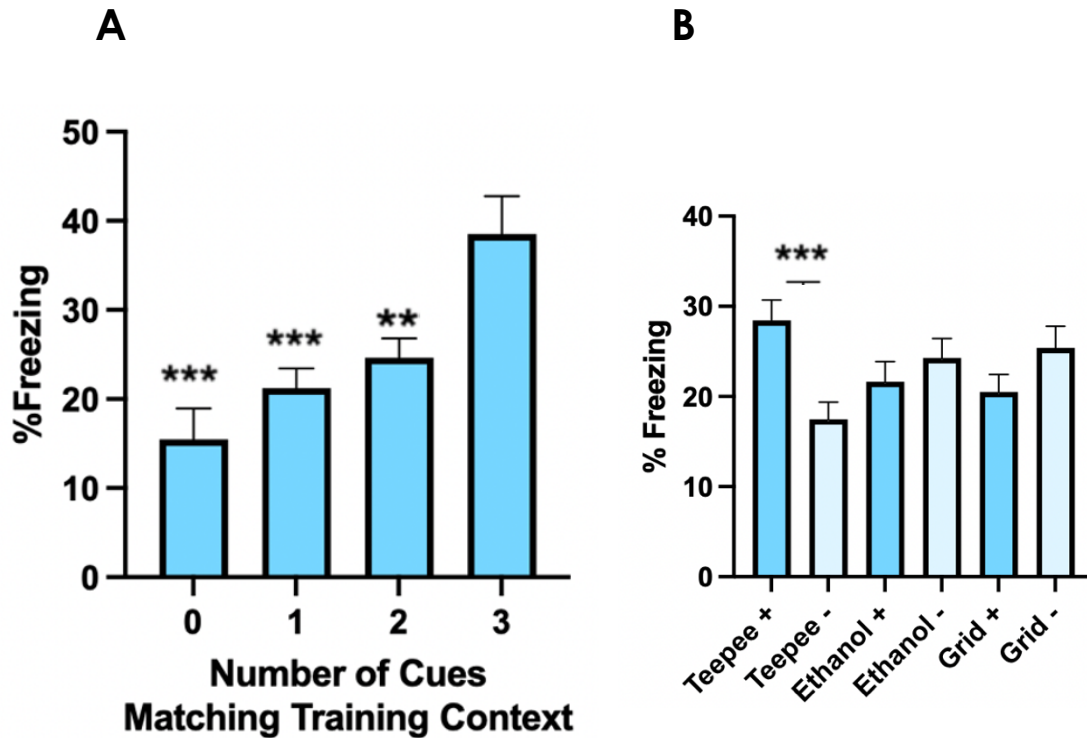 A
50
40
30
20
10
0
%Freezing
***
***
**
0 1 2 3
Number of Cues
Matching Training Context
B
40
30
20
10
0
% Freezing
***
Teepee +
Teepee -
Ethanol +
Ethanol -
Grid +
Grid -